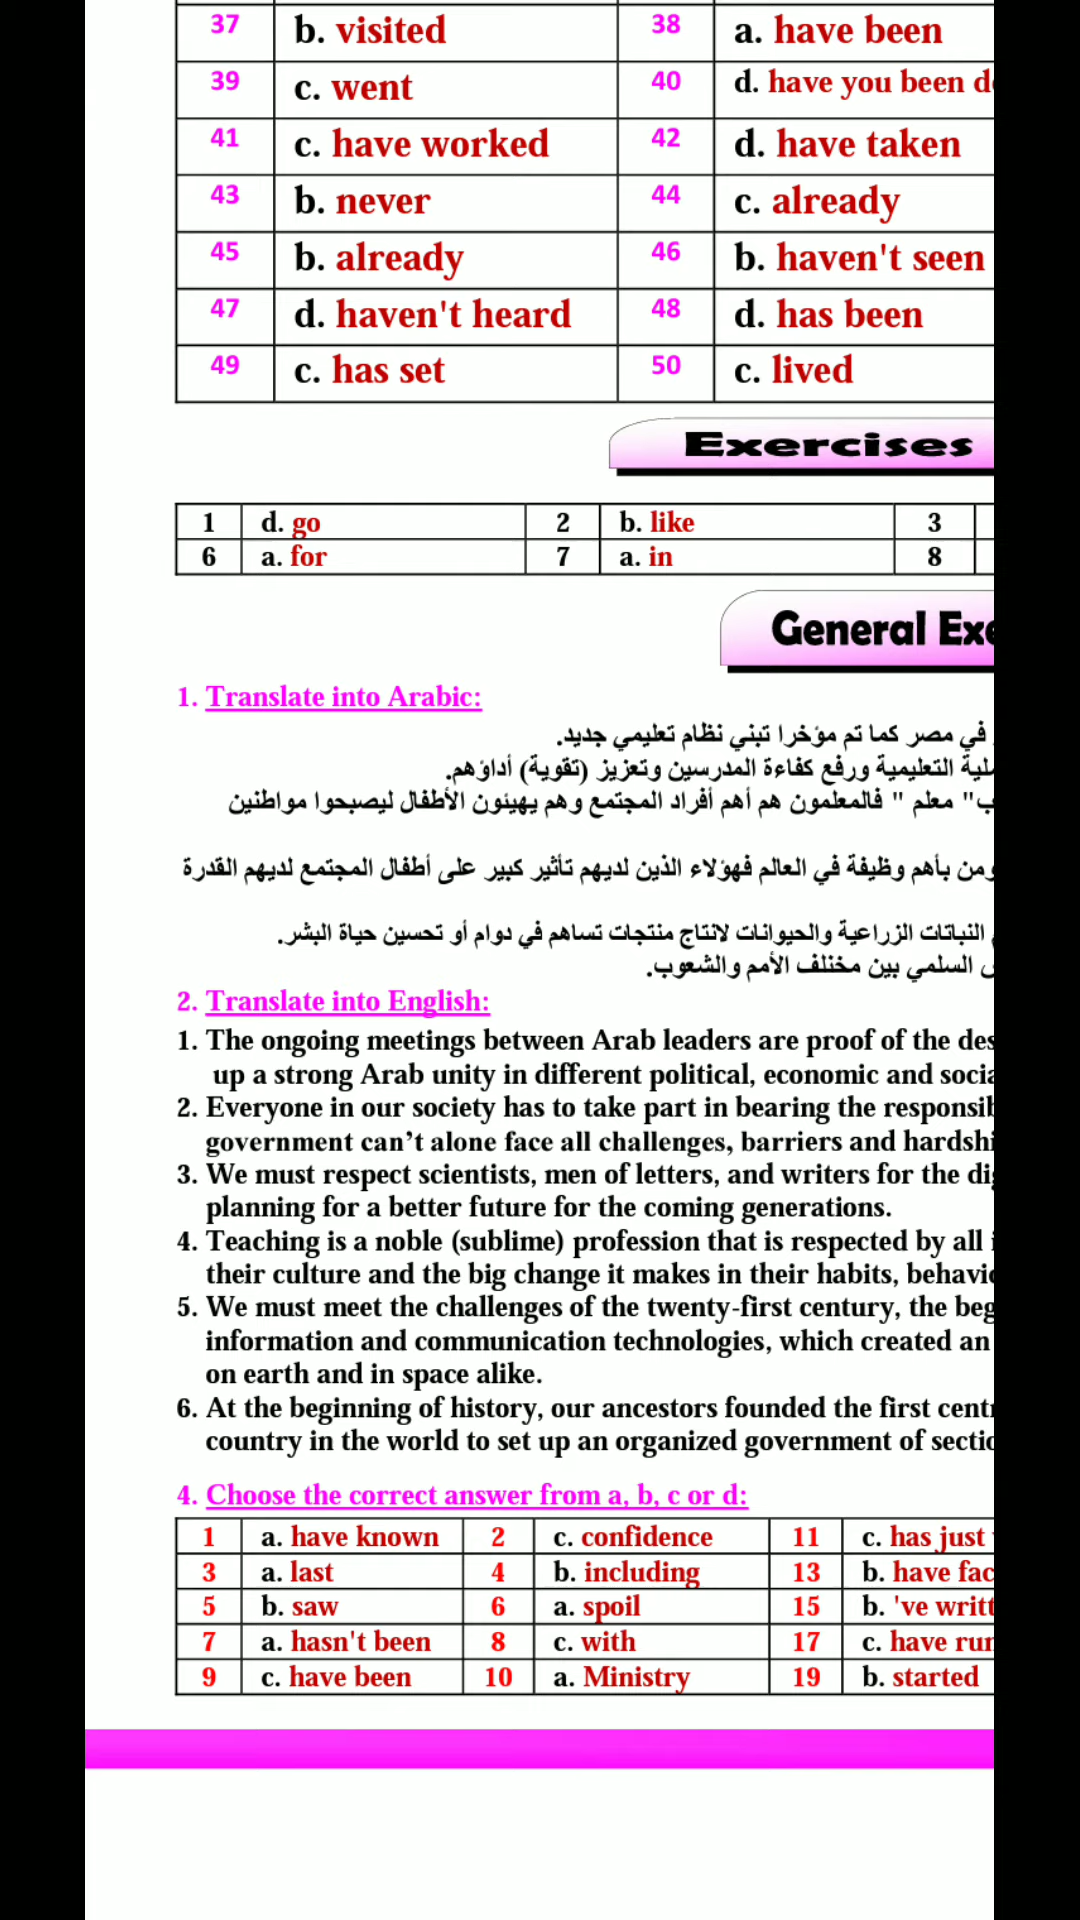 37 b. visited 38 a. have been
39 c. went 40 d. have you been
41 c. have worked 42 d. have taken
43 b. never 44 c. already
45 b. already 46 b. haven't seen
47 d. haven't heard 48 d. has been
49 c. has set 50 c. lived
Exercises
1 d. go 2 b. like 3
6 a. for 7 a. in 8
General
1. Translate into Arabic:
في مصر كما تم مؤخرا تبني نظام تعليمي جديد.
التعليمية ورفع كفاءة المدرسين وتعزيز (تقوية) أداؤهم.
" معلم " فالمعلمون هم أهم أفراد المجتمع وهم يهيئون الأطفال ليصبحوا مواطنين
بأهم وظيفة في العالم فهؤلاء الذين لديهم تأثير كبير على أطفال المجتمع لديهم القدرة
النباتات الزراعية والحيوانات لانتاج منتجات تساهم في دوام أو تحسين حياة البشر.
السلمي بين مختلف الأمم والشعوب.
2. Translate into English:
1. The ongoing meetings between Arab leaders are proof of the
up a strong Arab unity in different political, economic and
2. Everyone in our society has to take part in bearing the
government can’t alone face all challenges, barriers and
3. We must respect scientists, men of letters, and writers for the
planning for a better future for the coming generations.
4. Teaching is a noble (sublime) profession that is respected by all
their culture and the big change it makes in their habits,
5. We must meet the challenges of the twenty-first century, the
information and communication technologies, which created an
on earth and in space alike.
6. At the beginning of history, our ancestors founded the first
country in the world to set up an organized government of
4. Choose the correct answer from a, b, c or d:
1 a. have known 2 c. confidence 11 c. has just
3 a. last 4 b. including 13 b. have
5 b. saw 6 a. spoil 15 b. 've
7 a. hasn't been 8 c. with 17 c. have
9 c. have been 10 a. Ministry 19 b. started